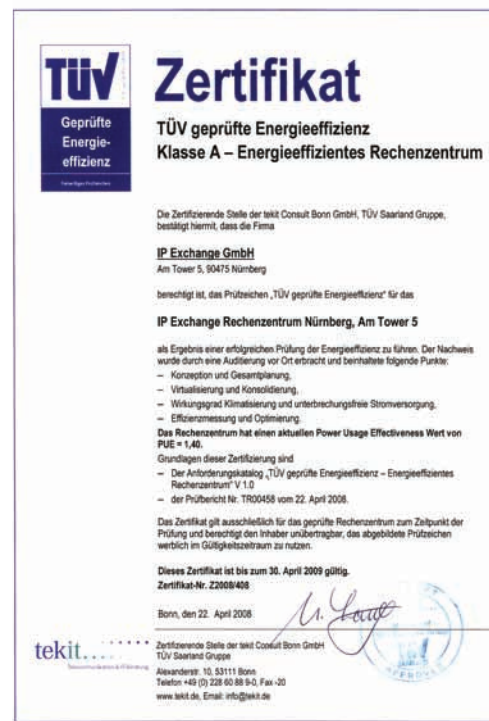 TÜV
Geprüfte
Energie-
effizienz
Zertifikat
TÜV geprüfte Energieeffizienz
Klasse A – Energieeffizientes Rechenzentrum
Die Zertifizierende Stelle der tekit Consult Bonn GmbH, TÜV Saarland Gruppe,
bestätigt hiermit, dass die Firma
IP Exchange GmbH
Am Tower 5, 90475 Nürnberg
berechtigt ist, das Prüfzeichen „TÜV geprüfte Energieeffizienz“ für das
IP Exchange Rechenzentrum Nürnberg, Am Tower 5
als Ergebnis einer erfolgreichen Prüfung der Energieeffizienz zu führen. Der Nachweis
wurde durch eine Auditierung vor Ort erbracht und beinhaltete folgende Punkte:
– Konzeption und Gesamtplanung,
– Virtualisierung und Konsolidierung,
– Wirkungsgrad Klimatisierung und unterbrechungsfreie Stromversorgung,
– Effizienzmessung und Optimierung.
Das Rechenzentrum hat einen aktuellen Power Usage Effectiveness Wert von
PUE = 1,40.
Grundlagen dieser Zertifizierung sind
– Der Anforderungskatalog „TÜV geprüfte Energieeffizienz – Energieeffizientes
Rechenzentrum“ V 1.0
– der Prüfbericht Nr. TR00458 vom 22. April 2008.
Das Zertifikat gilt ausschließlich für das geprüfte Rechenzentrum zum Zeitpunkt der
Prüfung und berechtigt den Inhaber unübertragbar, das abgebildete Prüfzeichen
werblich im Gültigkeitszeitraum zu nutzen.
Dieses Zertifikat ist bis zum 30. April 2009 gültig.
Zertifikat-Nr. Z2008/408
Bonn, den 22. April 2008
tekit
Zertifizierende Stelle der tekit Consult Bonn GmbH
TÜV Saarland Gruppe
Alexanderstr. 10, 53111 Bonn
Telefon +49 (0) 228 60 88 9-0, Fax -20
www.tekit.de, Email: info@tekit.de
APPROVED